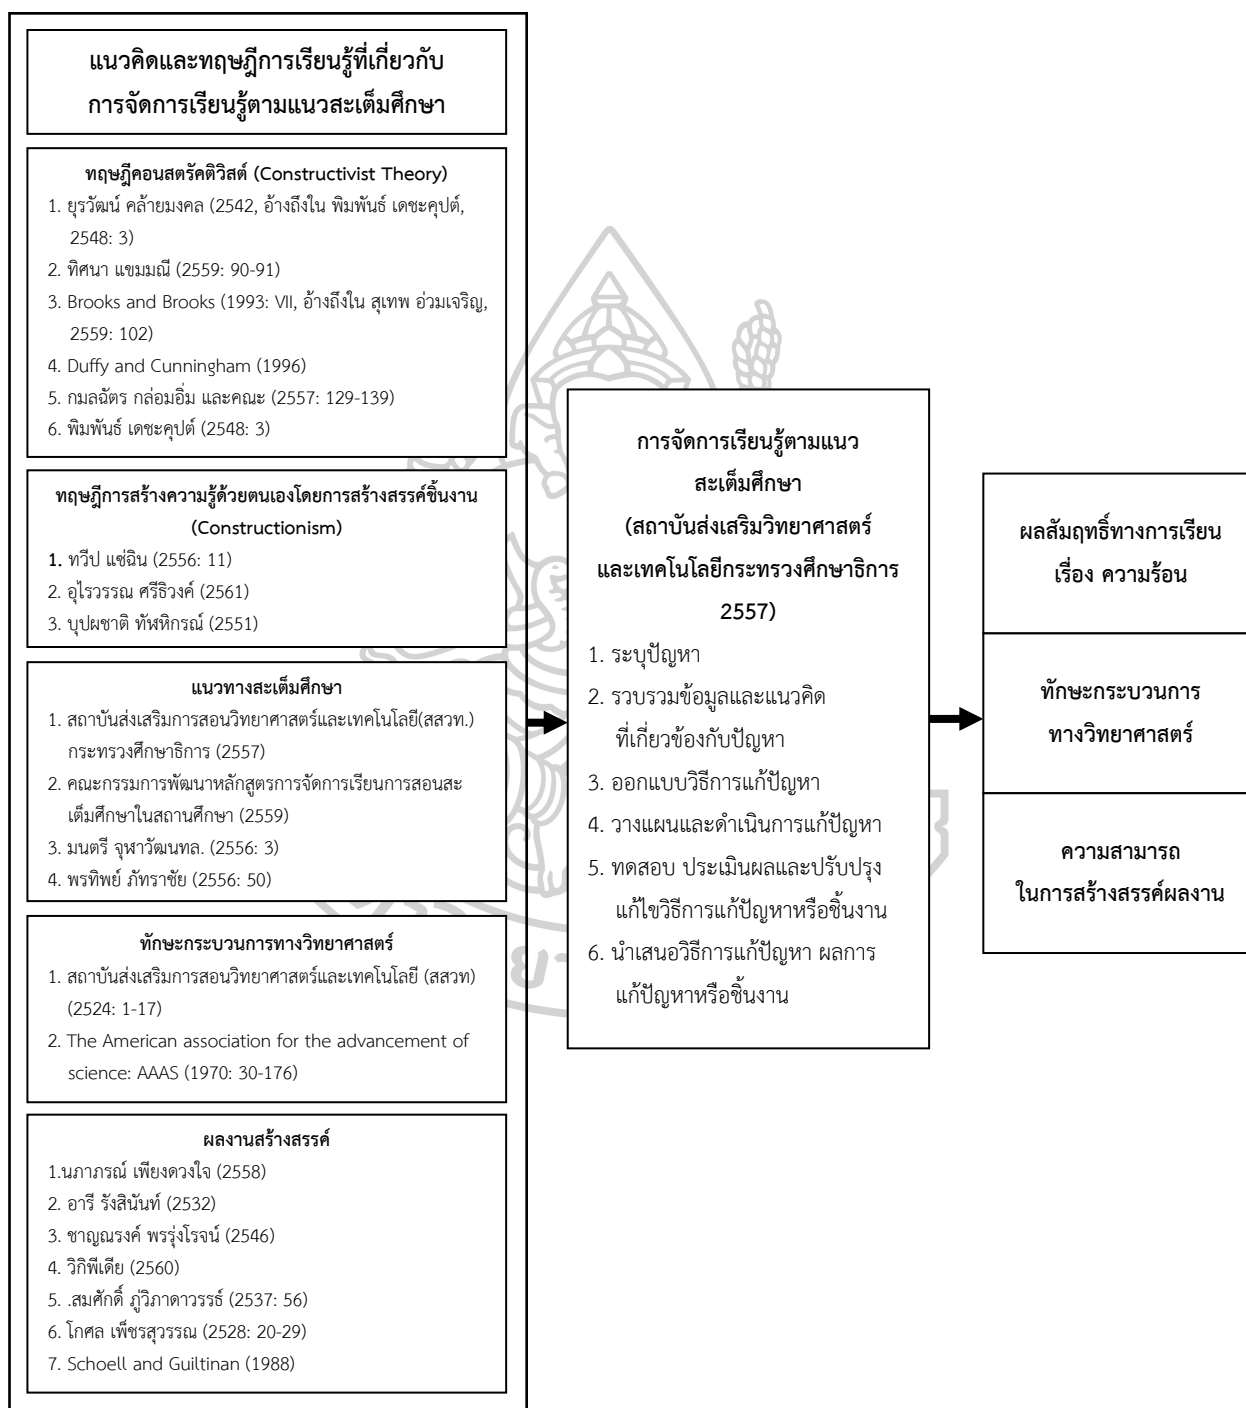 แนวคิดและทฤษฎีการเรียนรู้ที่เกี่ยวกับ
การจัดการเรียนรู้ตามแนวสะเต็มศึกษา
ทฤษฎีคอนสตรัคติวิสต์ (Constructivist Theory)
1. ยุรวัฒน์ คล้ายมงคล (2542, อ้างถึงใน พิมพันธ์ เดชะคุปต์,
2548: 3)
2. ทิศนา แขมมณี (2559: 90-91)
3. Brooks and Brooks (1993: VII, อ้างถึงใน สุเทพ อ่วมเจริญ,
2559: 102)
4. Duffy and Cunningham (1996)
5. กมลฉัตร กล่อมอิ่ม และคณะ (2557: 129-139)
6. พิมพันธ์ เดชะคุปต์ (2548: 3)
ทฤษฎีการสร้างความรู้ด้วยตนเองโดยการสร้างสรรค์ชิ้นงาน
(Constructionism)
1. ทวีป แซ่ฉิน (2556: 11)
2. อุไรวรรณ ศรีธิวงค์ (2561)
3. บุปผชาติ ทัฬหิกรณ์ (2551)
แนวทางสะเต็มศึกษา
1. สถาบันส่งเสริมการสอนวิทยาศาสตร์และเทคโนโลยี(สสวท.)
กระทรวงศึกษาธิการ (2557)
2. คณะกรรมการพัฒนาหลักสูตรการจัดการเรียนการสอนสะ
เต็มศึกษาในสถานศึกษา (2559)
3. มนตรี จุฬาวัฒนทล. (2556: 3)
4. พรทิพย์ ภัทราชัย (2556: 50)
ทักษะกระบวนการทางวิทยาศาสตร์
1. สถาบันส่งเสริมการสอนวิทยาศาสตร์และเทคโนโลยี (สสวท)
(2524: 1-17)
2. The American association for the advancement of
science: AAAS (1970: 30-176)
ผลงานสร้างสรรค์
1.นภาภรณ์ เพียงดวงใจ (2558)
2. อารี รังสินันท์ (2532)
3. ชาญณรงค์ พรรุ่งโรจน์ (2546)
4. วิกิพีเดีย (2560)
5. .สมศักดิ์ ภู่วิภาดาวรรธ์ (2537: 56)
6. โกศล เพ็ชรสุวรรณ (2528: 20-29)
7. Schoell and Guiltinan (1988)
การจัดการเรียนรู้ตามแนว
สะเต็มศึกษา
(สถาบันส่งเสริมวิทยาศาสตร์
และเทคโนโลยีกระทรวงศึกษาธิการ
2557)
1. ระบุปัญหา
2. รวบรวมข้อมูลและแนวคิด
ที่เกี่ยวข้องกับปัญหา
3. ออกแบบวิธีการแก้ปัญหา
4. วางแผนและดำเนินการแก้ปัญหา
5. ทดสอบ ประเมินผลและปรับปรุง
แก้ไขวิธีการแก้ปัญหาหรือชิ้นงาน
6. นำเสนอวิธีการแก้ปัญหา ผลการ
แก้ปัญหาหรือชิ้นงาน
ผลสัมฤทธิ์ทางการเรียน
เรื่อง ความร้อน
ทักษะกระบวนการ
ทางวิทยาศาสตร์
ความสามารถ
ในการสร้างสรรค์ผลงาน